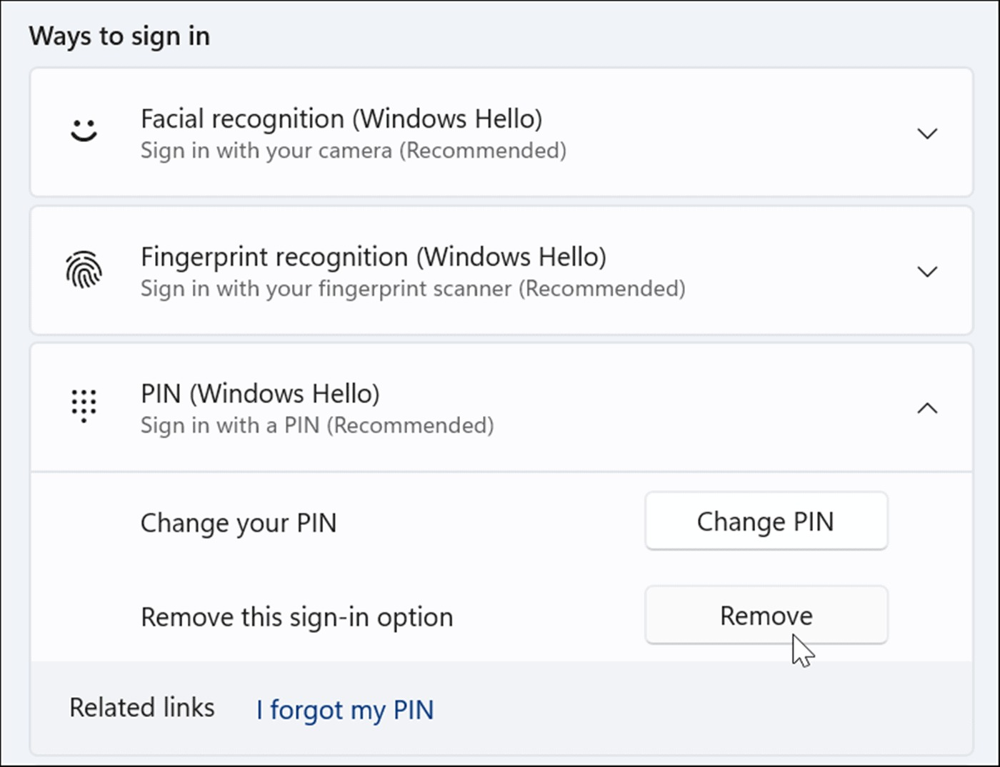 Ways to sign in
Facial recognition (Windows Hello)
Sign in with your camera (Recommended)
Fingerprint recognition (Windows Hello)
Sign in with your fingerprint scanner (Recommended)
PIN (Windows Hello)
Sign in with a PIN (Recommended)
Change your PIN
Change PIN
Remove this sign-in option
Remove
Related links
I forgot my PIN